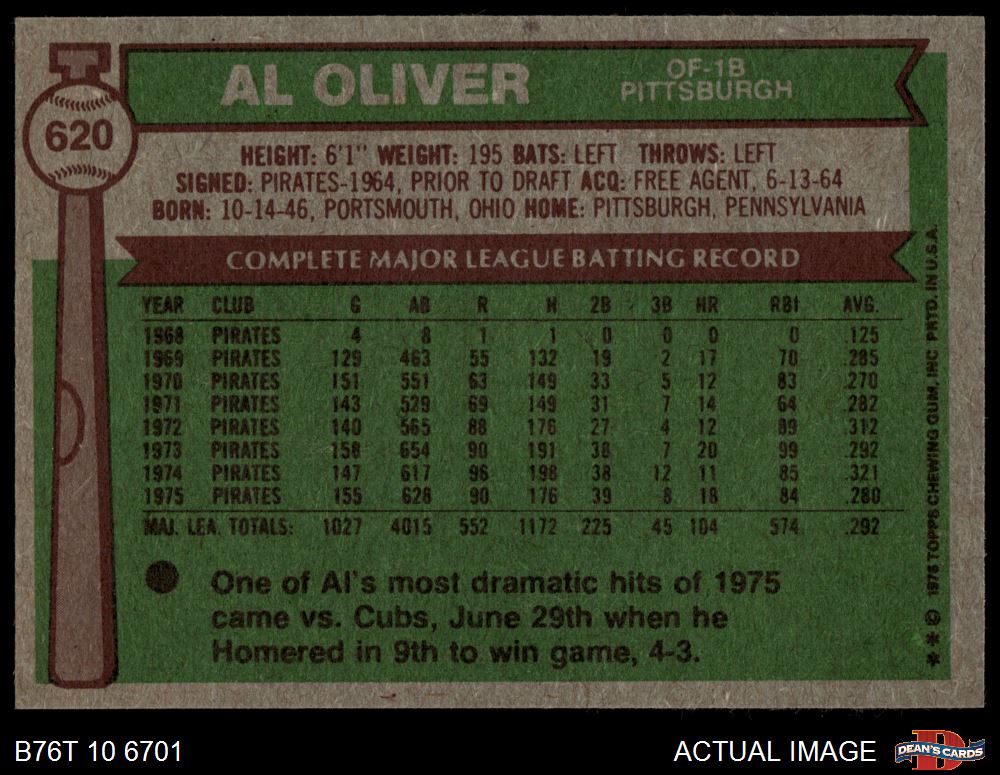 620
AL OLIVER
OF-1B
PITTSBURGH
HEIGHT: 6'1" WEIGHT: 195 BATS: LEFT THROWS: LEFT
SIGNED: PIRATES-1964, PRIOR TO DRAFT ACQ: FREE AGENT, 6-13-64
BORN: 10-14-46, PORTSMOUTH, OHIO HOME: PITTSBURGH, PENNSYLVANIA
COMPLETE MAJOR LEAGUE BATTING RECORD
YEAR CLUB G AB R H 2B 3B HR RBI AVG.
1968 PIRATES 4 8 1 1 0 0 0 0 .125
1969 PIRATES 129 463 55 132 19 2 17 70 .285
1970 PIRATES 151 551 63 149 33 5 12 83 .270
1971 PIRATES 143 529 69 149 31 7 14 64 .282
1972 PIRATES 140 565 88 176 27 4 12 89 .312
1973 PIRATES 158 654 90 191 38 7 20 99 .292
1974 PIRATES 147 617 96 198 38 12 11 85 .321
1975 PIRATES 155 628 90 176 39 8 18 84 .280
MAJ. LEA. TOTALS: 1027 4015 552 1172 225 45 104 574 .292
One of Al's most dramatic hits of 1975
came vs. Cubs, June 29th when he
Homered in 9th to win game, 4-3.
** © 1976 TOPPS CHEWING GUM, INC PRTD. IN U.S.A.
B76T 10 6701
ACTUAL IMAGE
DEAN'S CARDS